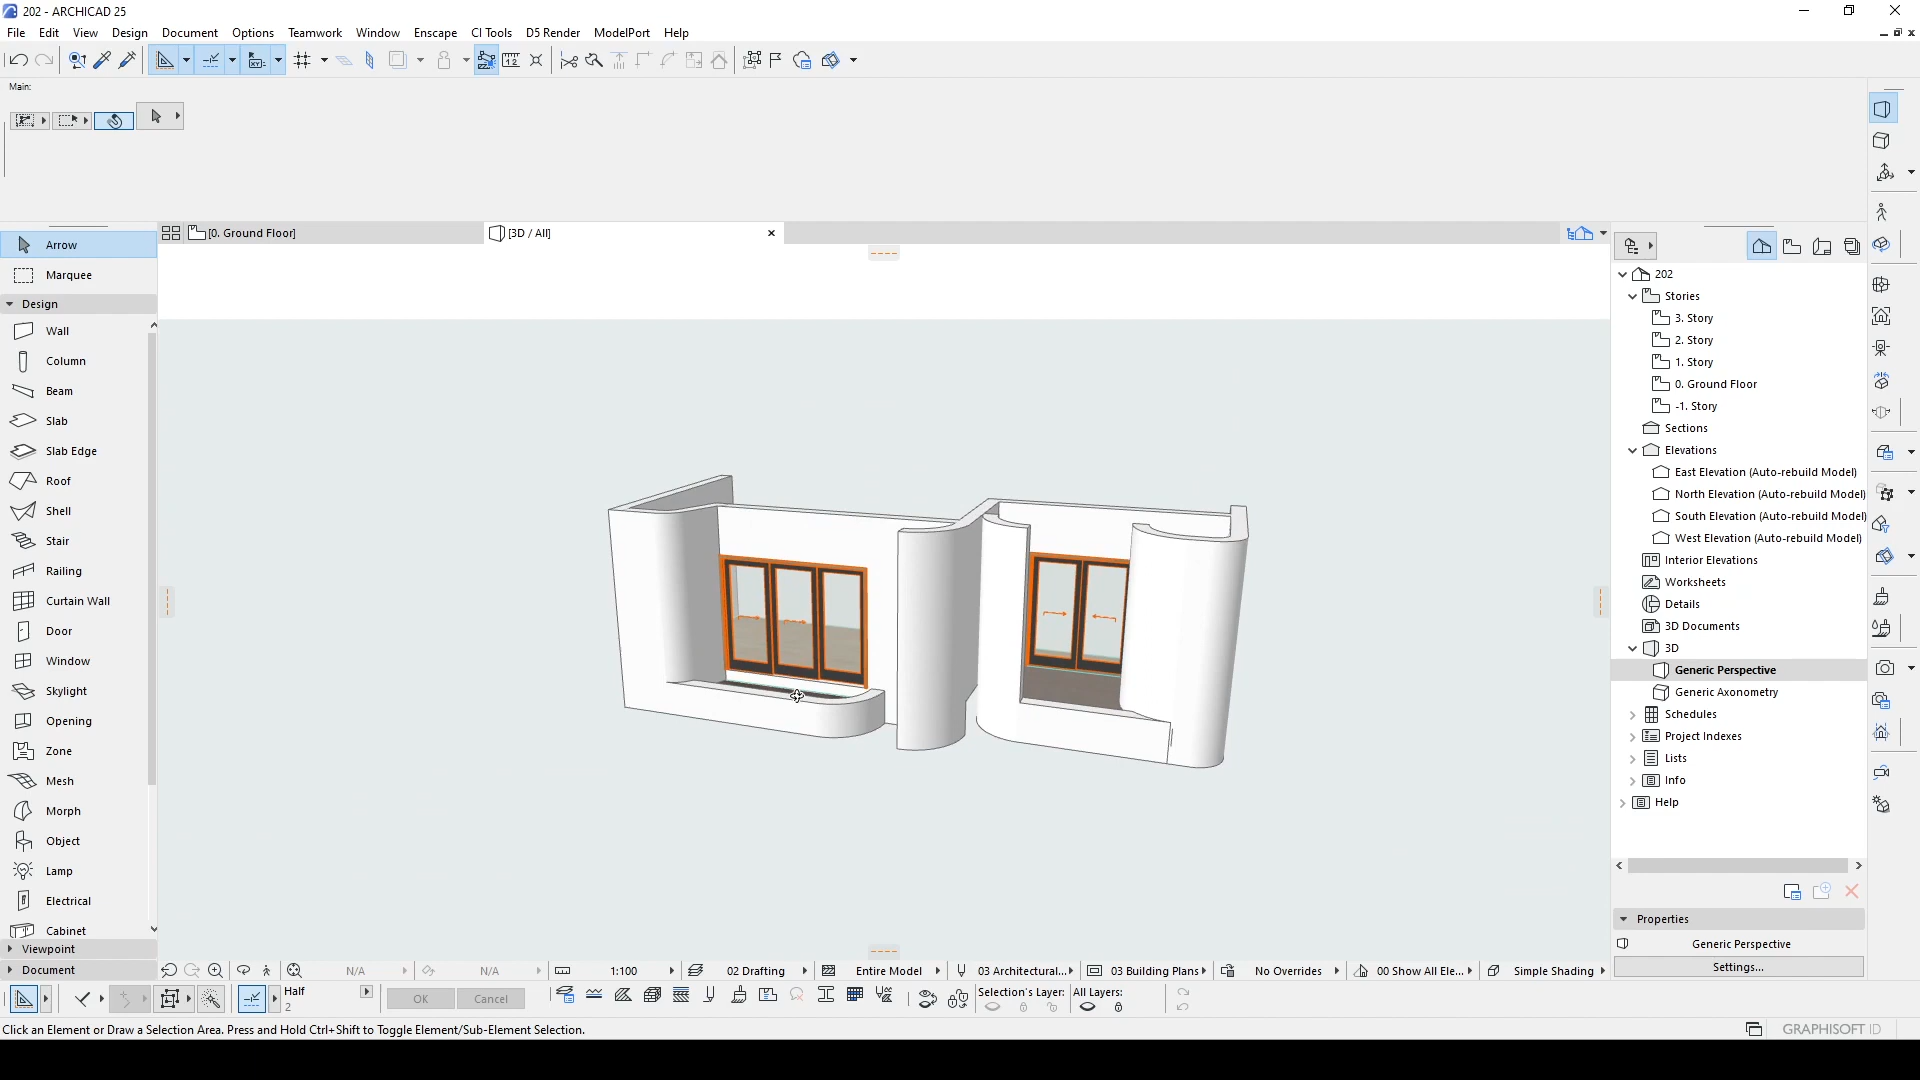 202 - ARCHICAD 25
File Edit View Design Document Options Teamwork Window Enscape CI Tools D5 Render ModelPort Help
Main:
[0. Ground Floor]
[3D / All]
Arrow
Marquee
Design
Wall
Column
Beam
Slab
Slab Edge
Roof
Shell
Stair
Railing
Curtain Wall
Door
Window
Skylight
Opening
Zone
Mesh
Morph
Object
Lamp
Electrical
Cabinet
Viewpoint
Document
202
Stories
3. Story
2. Story
1. Story
0. Ground Floor
-1. Story
Sections
Elevations
East Elevation (Auto-rebuild Model)
North Elevation (Auto-rebuild Model)
South Elevation (Auto-rebuild Model)
West Elevation (Auto-rebuild Model)
Interior Elevations
Worksheets
Details
3D Documents
3D
Generic Perspective
Generic Axonometry
Schedules
Project Indexes
Lists
Info
Help
Properties
Generic Perspective
Settings...
N/A N/A 1:100 02 Drafting Entire Model 03 Architectural... 03 Building Plans No Overrides 00 Show All Ele... Simple Shading
Half
2
OK Cancel
Selection's Layer: All Layers:
Click an Element or Draw a Selection Area. Press and Hold Ctrl+Shift to Toggle Element/Sub-Element Selection.
GRAPHISOFT ID